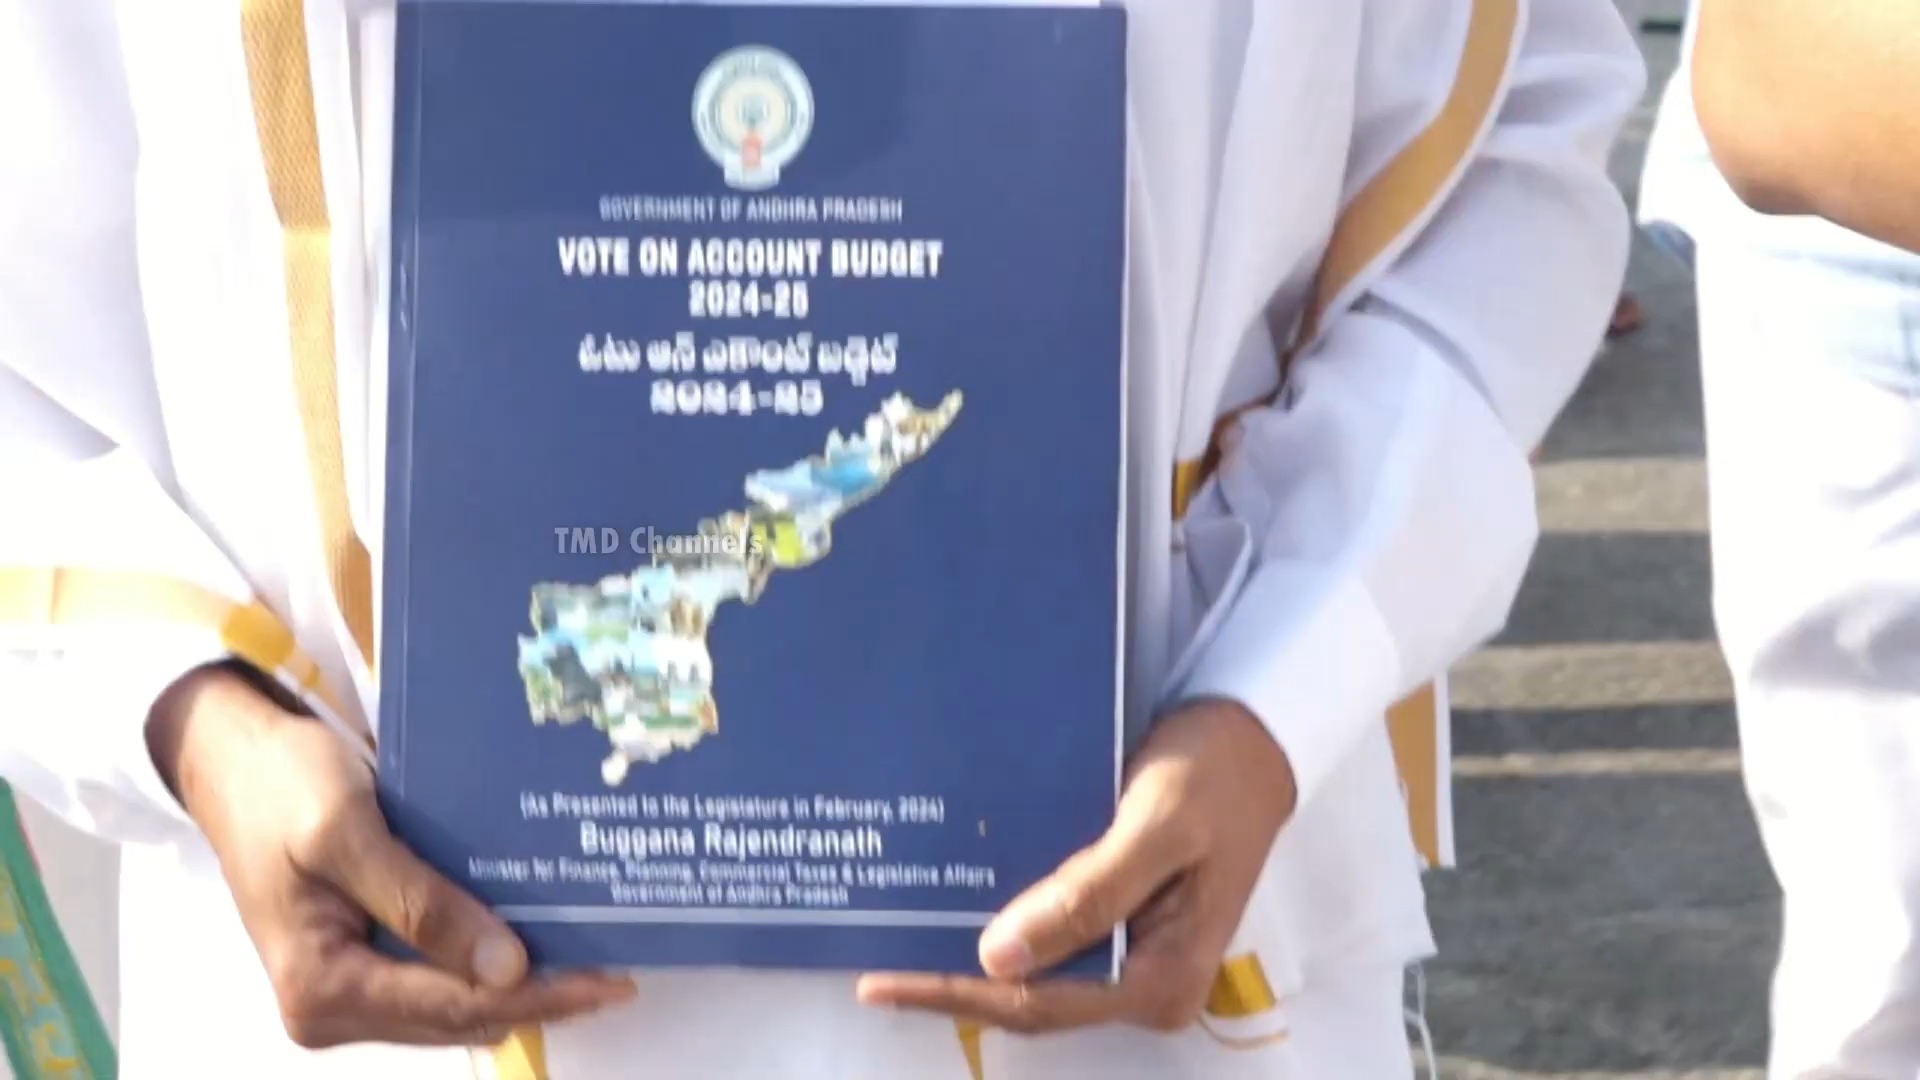 GOVERNMENT OF ANDHRA PRADESH
VOTE ON ACCOUNT BUDGET
2024-25
ఓటు ఆన్ ఎకౌంట్ బడ్జెట్
2024-25
TMD Channels
(As Presented to the Legislature in February, 2024)
Buggana Rajendranath
Minister for Finance, Planning, Commercial Taxes & Legislative Affairs
Government of Andhra Pradesh